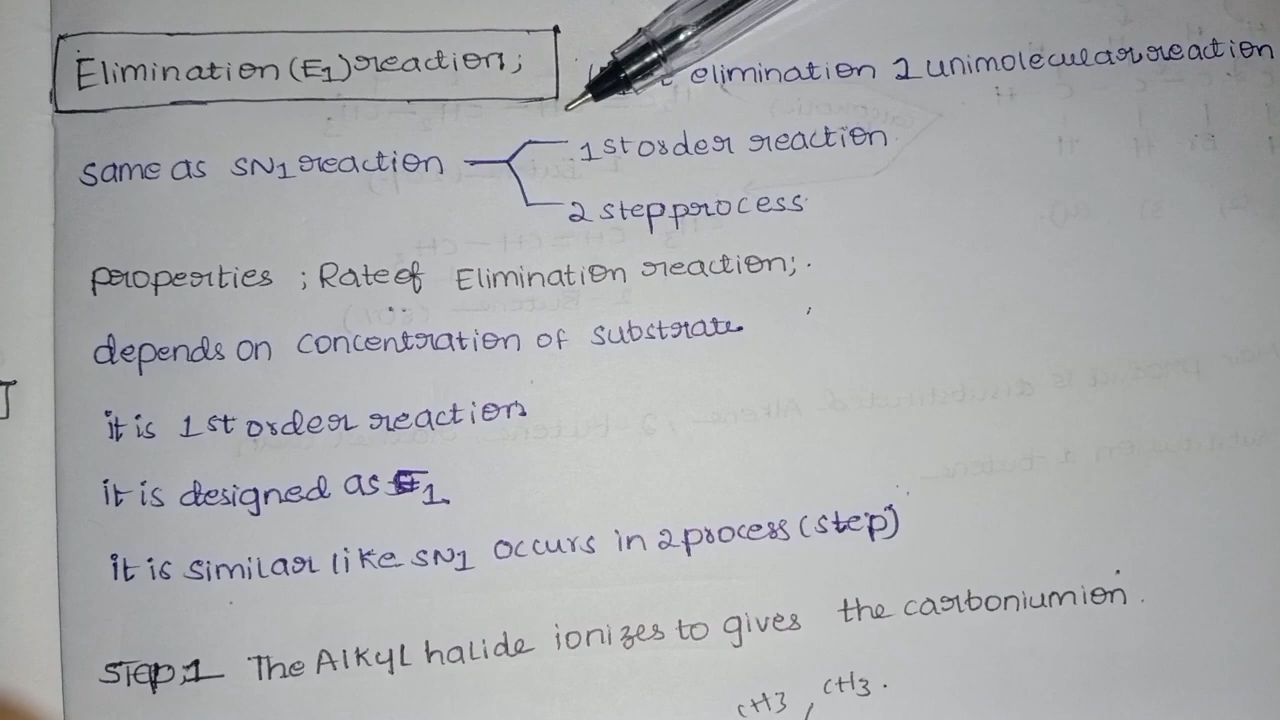 Elimination (E1) reaction;
elimination 1 unimolecular reaction
same as SN1 reaction
1st order reaction
2 step process
properties ; Rate of Elimination reaction;
depends on concentration of substrate
it is 1st order reaction
it is designed as E1.
it is similar like SN1 occurs in 2 process (step)
STEP;1 The Alkyl halide ionizes to gives the carboniumion.
CH3 CH3.